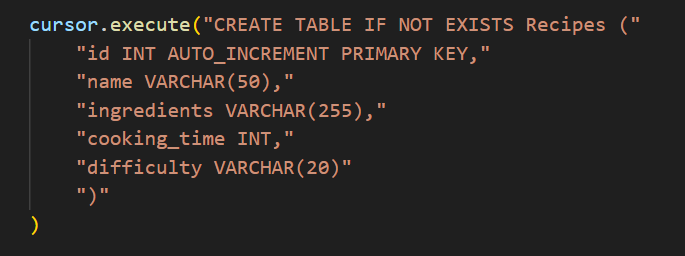 cursor.execute("CREATE TABLE IF NOT EXISTS Recipes ("
    "id INT AUTO_INCREMENT PRIMARY KEY,"
    "name VARCHAR(50),"
    "ingredients VARCHAR(255),"
    "cooking_time INT,"
    "difficulty VARCHAR(20)"
    ")"
)